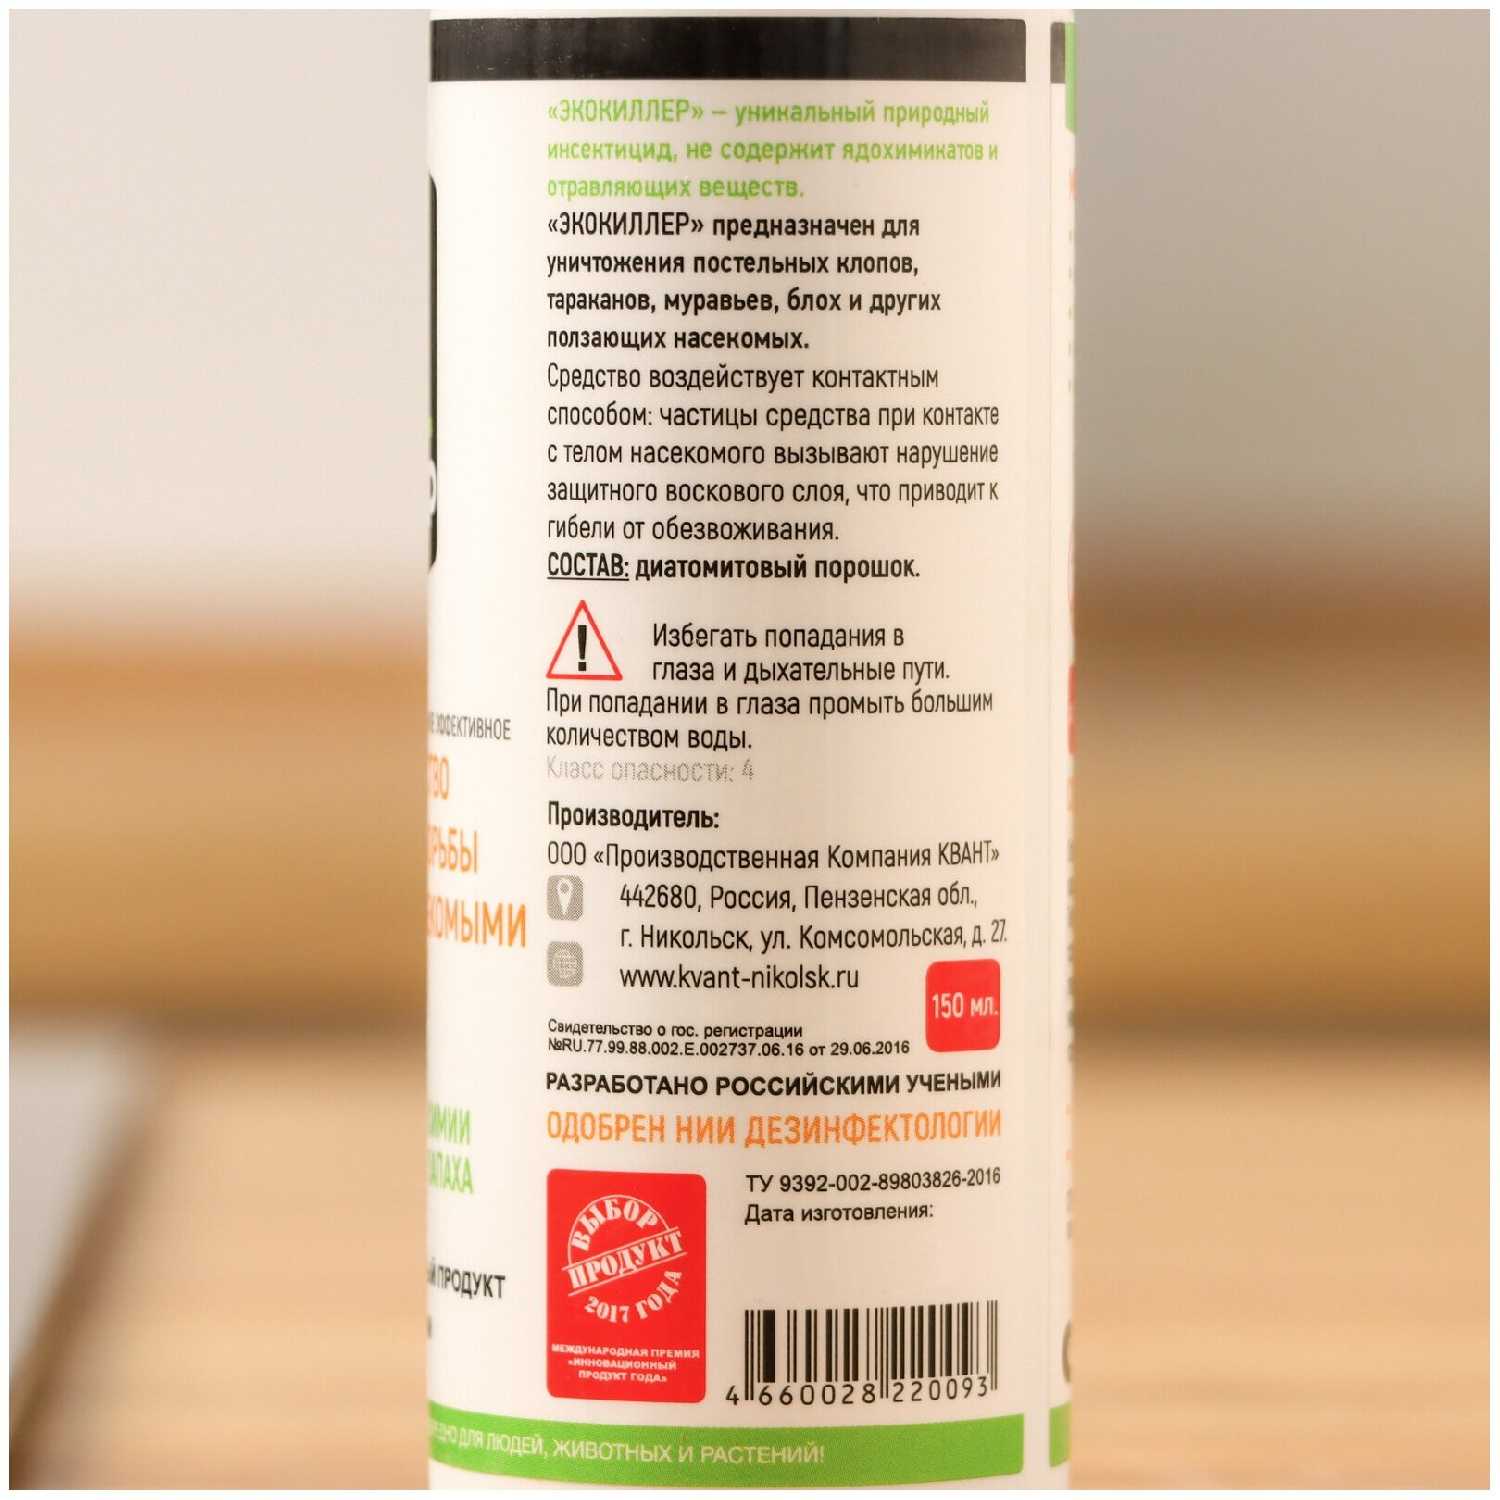 «ЭКОКИЛЛЕР» – уникальный природный
инсектицид, не содержит ядохимикатов и
отравляющих веществ.
«ЭКОКИЛЛЕР» предназначен для
уничтожения постельных клопов,
тараканов, муравьев, блох и других
ползающих насекомых.
Средство воздействует контактным
способом: частицы средства при контакте
с телом насекомого вызывают нарушение
защитного воскового слоя, что приводит к
гибели от обезвоживания.
СОСТАВ: диатомитовый порошок.
Избегать попадания в
глаза и дыхательные пути.
При попадании в глаза промыть большим
количеством воды.
Класс опасности: 4
Производитель:
ООО «Производственная Компания КВАНТ»
442680, Россия, Пензенская обл.,
г. Никольск, ул. Комсомольская, д. 27.
www.kvant-nikolsk.ru
150 мл.
Свидетельство о гос. регистрации
№RU.77.99.88.002.Е.002737.06.16 от 29.06.2016
РАЗРАБОТАНО РОССИЙСКИМИ УЧЕНЫМИ
ОДОБРЕН НИИ ДЕЗИНФЕКТОЛОГИИ
ТУ 9392-002-89803826-2016
Дата изготовления:
ВЫБОР
ПРОДУКТ
2017 ГОДА
МЕЖДУНАРОДНАЯ ПРЕМИЯ
«ИННОВАЦИОННЫЙ
ПРОДУКТ ГОДА»
4 660028 220093
ДЛЯ ЛЮДЕЙ, ЖИВОТНЫХ И РАСТЕНИЙ!
ЭФФЕКТИВНОЕ
ПРОДУКТ